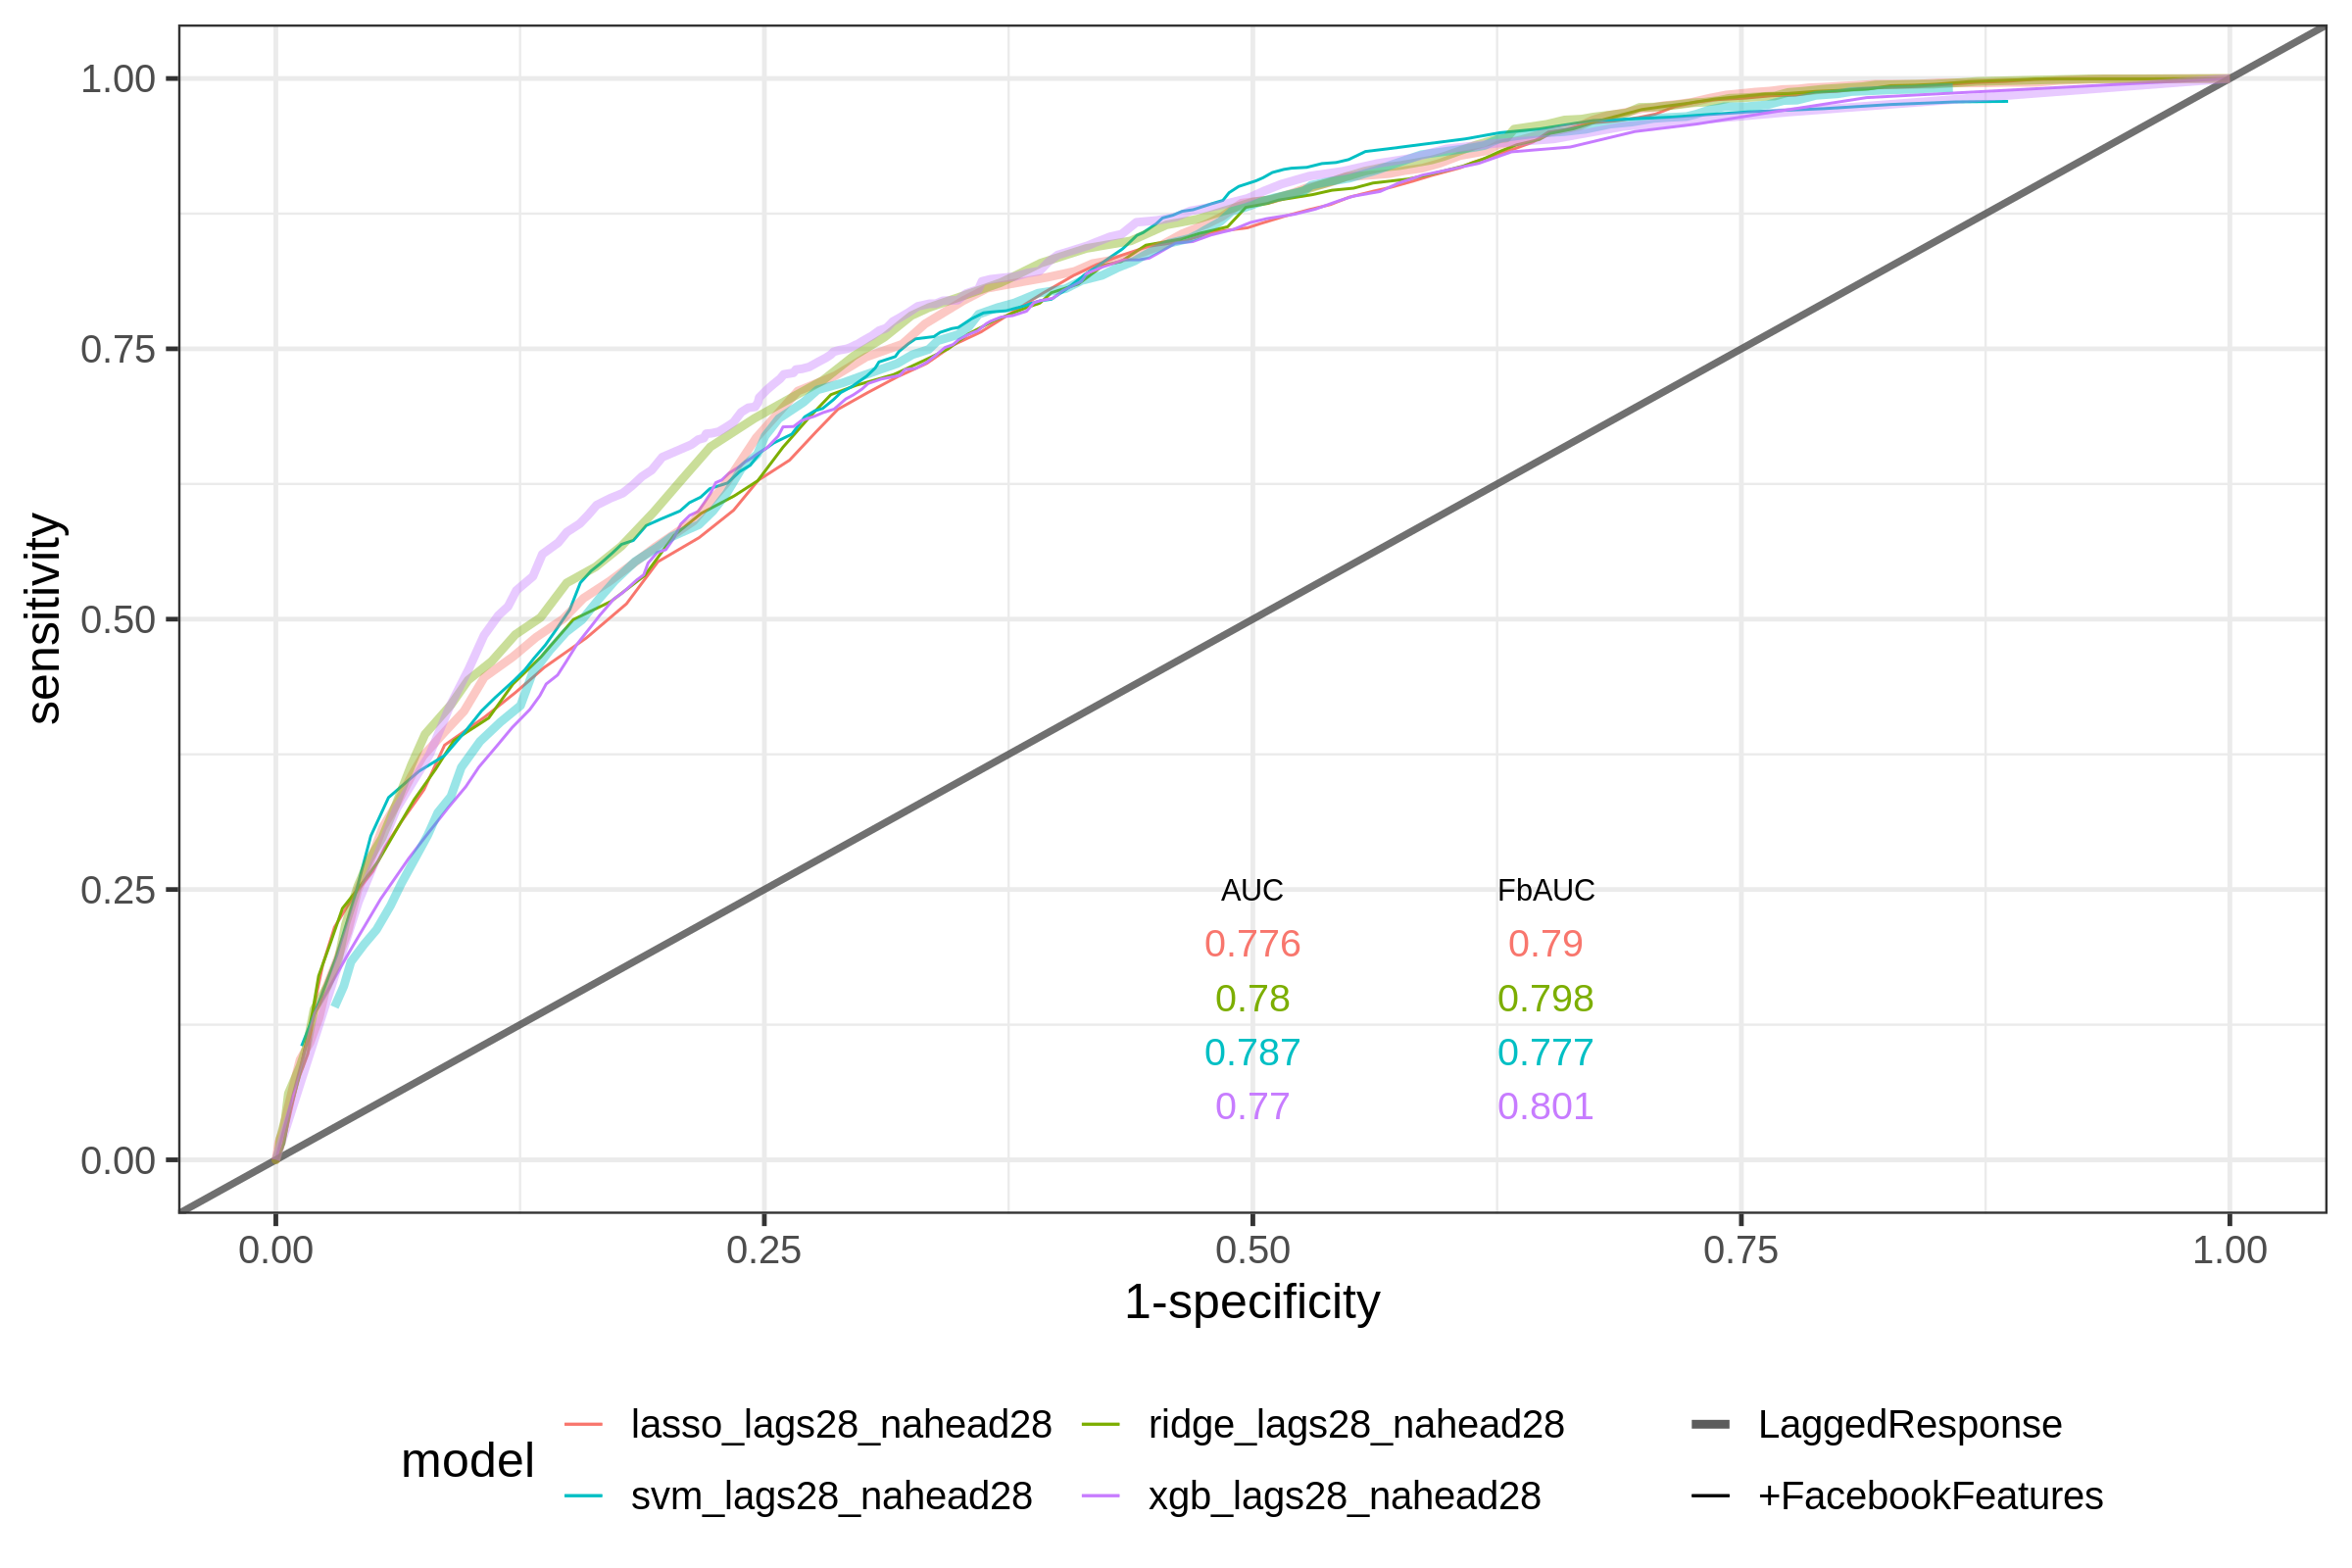 1.00
0.75
0.50
0.25
0.00
sensitivity
AUC FbAUC
0.776 0.79
0.78 0.798
0.787 0.777
0.77 0.801
0.00 0.25 0.50 0.75 1.00
1-specificity
model
lasso_lags28_nahead28 ridge_lags28_nahead28 LaggedResponse
svm_lags28_nahead28 xgb_lags28_nahead28 +FacebookFeatures